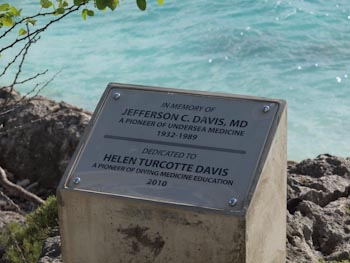 IN MEMORY OF
JEFFERSON C. DAVIS, MD
A PIONEER OF UNDERSEA MEDICINE
1932-1989
DEDICATED TO
HELEN TURCOTTE DAVIS
A PIONEER OF DIVING MEDICINE EDUCATION
2010